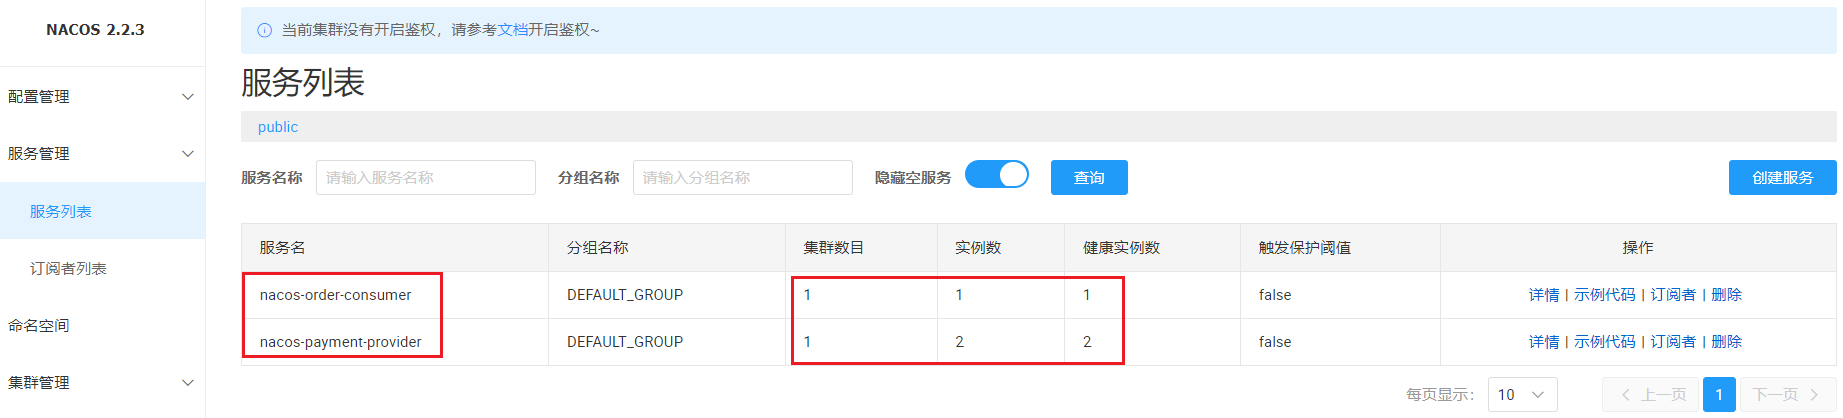 NACOS 2.2.3
配置管理
服务管理
服务列表
订阅者列表
命名空间
集群管理
当前集群没有开启鉴权，请参考文档开启鉴权~
服务列表
public
服务名称 请输入服务名称 分组名称 请输入分组名称 隐藏空服务 查询 创建服务
服务名 分组名称 集群数目 实例数 健康实例数 触发保护阈值 操作
nacos-order-consumer DEFAULT_GROUP 1 1 1 false 详情 | 示例代码 | 订阅者 | 删除
nacos-payment-provider DEFAULT_GROUP 1 2 2 false 详情 | 示例代码 | 订阅者 | 删除
每页显示： 10 上一页 1 下一页